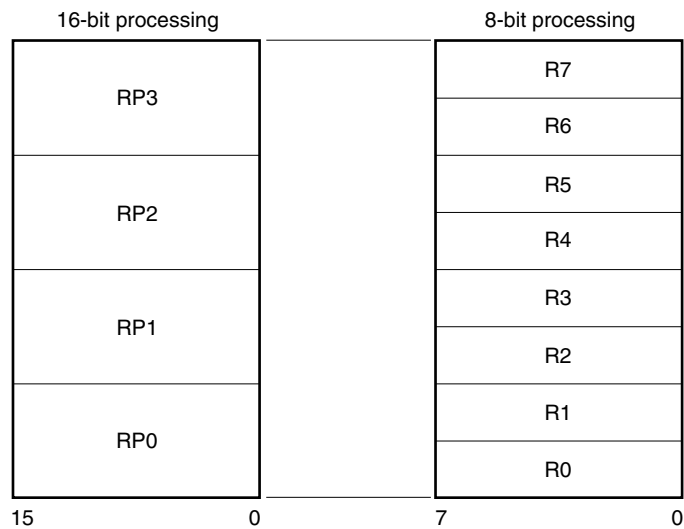 16-bit processing
8-bit processing
RP3
RP2
RP1
RP0
R7
R6
R5
R4
R3
R2
R1
R0
15 0
7 0